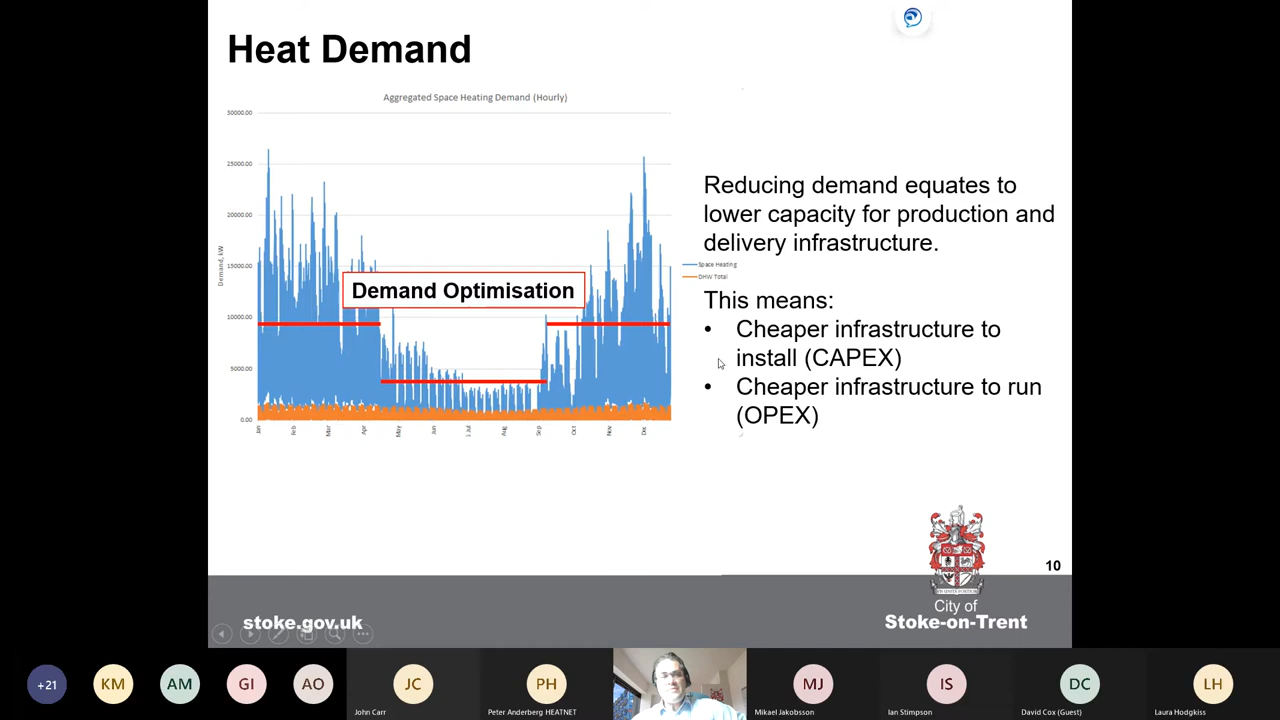 Heat Demand
Aggregated Space Heating Demand (Hourly)
30000.00
25000.00
20000.00
15000.00
10000.00
5000.00
0.00
Demand, kW
Demand Optimisation
Jan
Feb
Mar
Apr
May
Jun
Jul
Aug
Sep
Oct
Nov
Dec
Space Heating
DHW Total
Reducing demand equates to
lower capacity for production and
delivery infrastructure.
This means:
• Cheaper infrastructure to
install (CAPEX)
• Cheaper infrastructure to run
(OPEX)
10
stoke.gov.uk
City of
Stoke-on-Trent
+21
KM
AM
GI
AO
JC
John Carr
PH
Peter Anderberg HEATNET
MJ
Mikael Jakobsson
IS
Ian Stimpson
DC
David Cox (Guest)
LH
Laura Hodgkiss